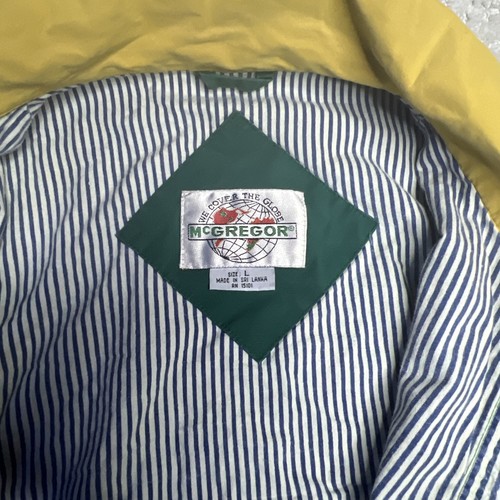 WE COVER THE GLOBE
McGREGOR®
SIZE: L
MADE IN SRI LANKA
RN 15101